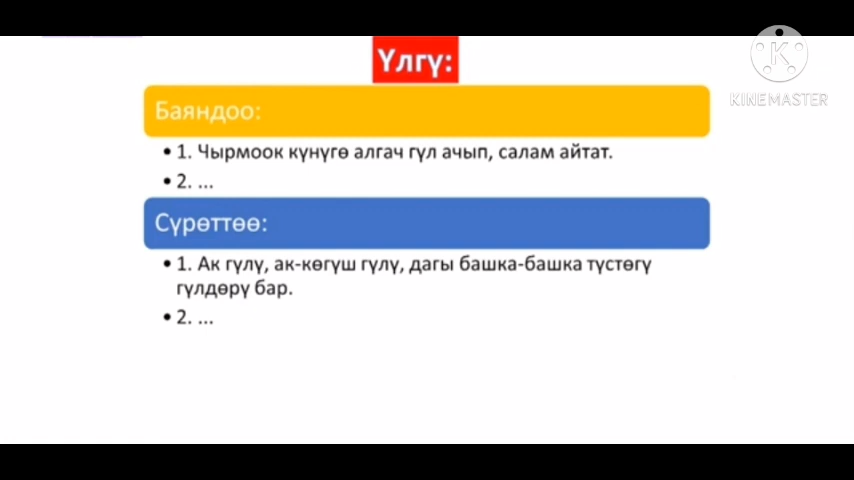 Үлгү:
KINEMASTER
Баяндоо:
• 1. Чырмоок күнүгө алгач гүл ачып, салам айтат.
• 2. ...
Сүрөттөө:
• 1. Ак гүлү, ак-көгүш гүлү, дагы башка-башка түстөгү
гүлдөрү бар.
• 2. ...